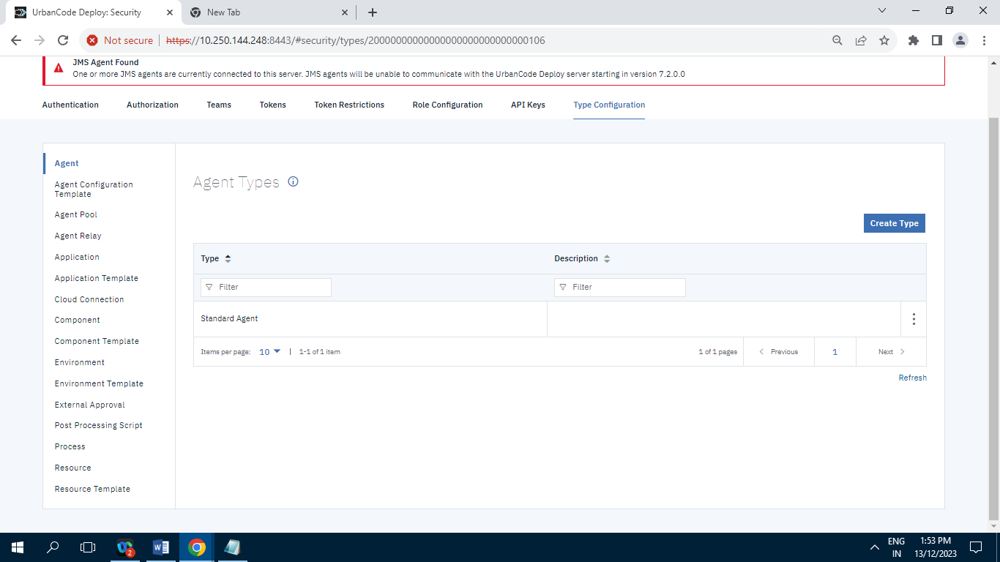 UrbanCode Deploy: Security
New Tab
Not secure
https://10.250.144.248:8443/#security/types/20000000000000000000000000000106
JMS Agent Found
One or more JMS agents are currently connected to this server. JMS agents will be unable to communicate with the UrbanCode Deploy server starting in version 7.2.0.0
Authentication
Authorization
Teams
Tokens
Token Restrictions
Role Configuration
API Keys
Type Configuration
Agent
Agent Configuration
Template
Agent Pool
Agent Relay
Application
Application Template
Cloud Connection
Component
Component Template
Environment
Environment Template
External Approval
Post Processing Script
Process
Resource
Resource Template
Agent Types
Create Type
Type
Description
Filter
Filter
Standard Agent
Items per page: 10 | 1-1 of 1 item
1 of 1 pages
Previous
1
Next
Refresh
2
ENG
IN
1:53 PM
13/12/2023